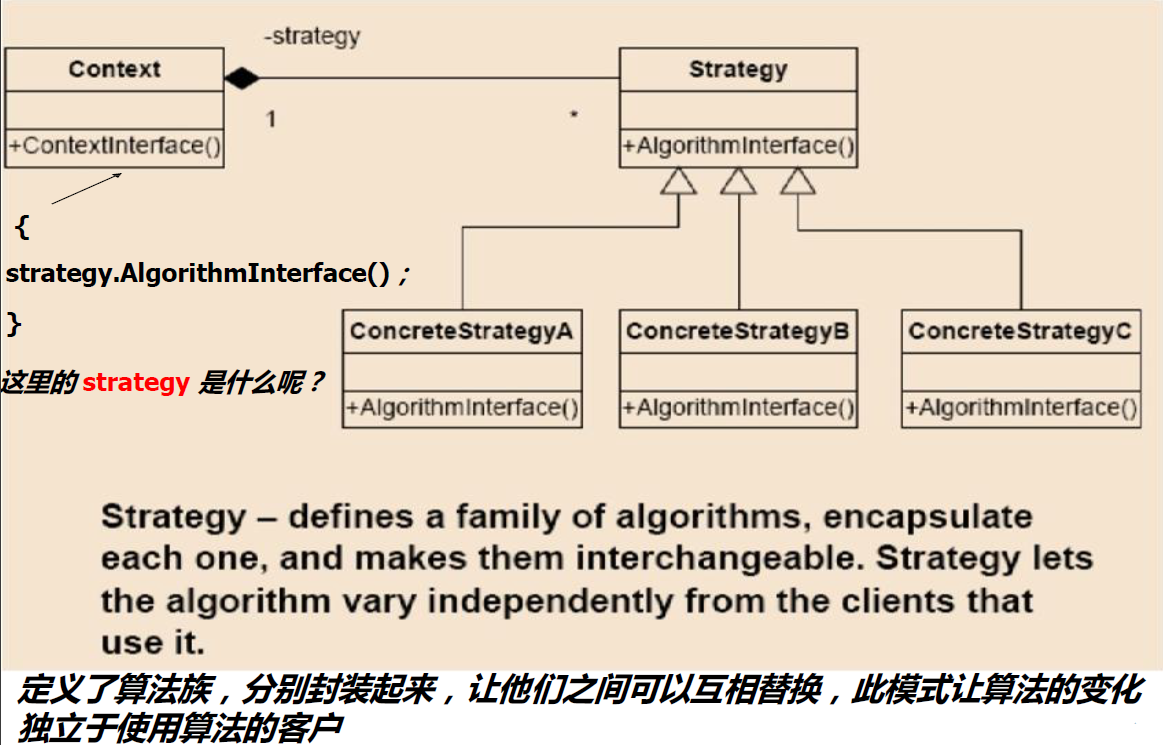 -strategy
Context
Strategy
1
*
+ContextInterface()
+AlgorithmInterface()
{
strategy.AlgorithmInterface()；
}
ConcreteStrategyA
ConcreteStrategyB
ConcreteStrategyC
这里的 strategy 是什么呢？
+AlgorithmInterface()
+AlgorithmInterface()
+AlgorithmInterface()
Strategy – defines a family of algorithms, encapsulate
each one, and makes them interchangeable. Strategy lets
the algorithm vary independently from the clients that
use it.
定义了算法族，分别封装起来，让他们之间可以互相替换，此模式让算法的变化
独立于使用算法的客户